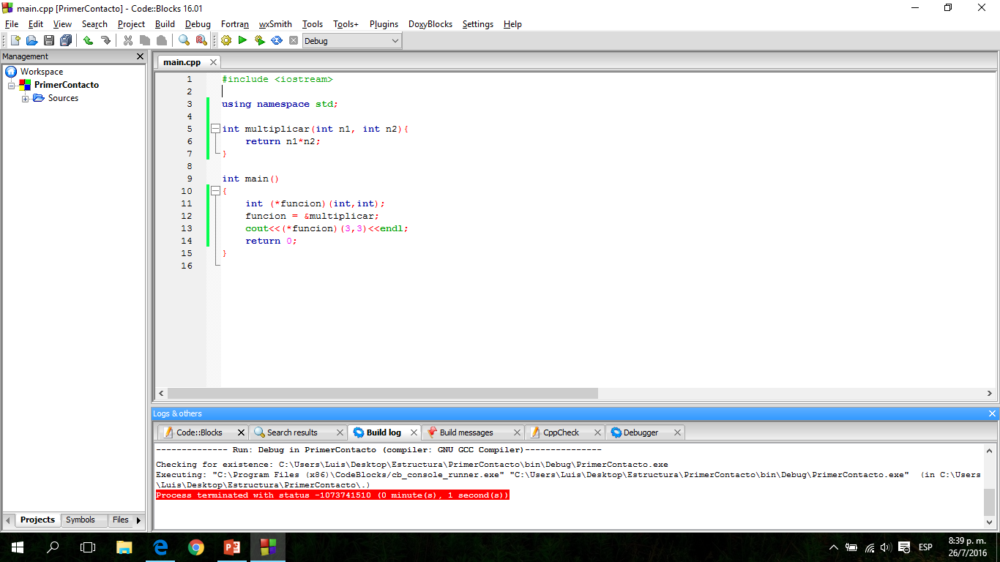 main.cpp [PrimerContacto] - Code::Blocks 16.01
File Edit View Search Project Build Debug Fortran wxSmith Tools Tools+ Plugins DoxyBlocks Settings Help
Debug
Management
main.cpp
Workspace
PrimerContacto
Sources
1 #include <iostream>
2
3 using namespace std;
4
5 int multiplicar(int n1, int n2){
6 return n1*n2;
7 }
8
9 int main()
10 {
11 int (*funcion)(int,int);
12 funcion = &multiplicar;
13 cout<<(*funcion)(3,3)<<endl;
14 return 0;
15 }
16
Logs & others
Code::Blocks Search results Build log Build messages CppCheck Debugger
-------------- Run: Debug in PrimerContacto (compiler: GNU GCC Compiler)---------------
Checking for existence: C:\Users\Luis\Desktop\Estructura\PrimerContacto\bin\Debug\PrimerContacto.exe
Executing: "C:\Program Files (x86)\CodeBlocks/cb_console_runner.exe" "C:\Users\Luis\Desktop\Estructura\PrimerContacto\bin\Debug\PrimerContacto.exe"  (in C:\Users
\Luis\Desktop\Estructura\PrimerContacto\.)
Process terminated with status -1073741510 (0 minute(s), 1 second(s))
Projects Symbols Files
ESP
8:39 p. m.
26/7/2016